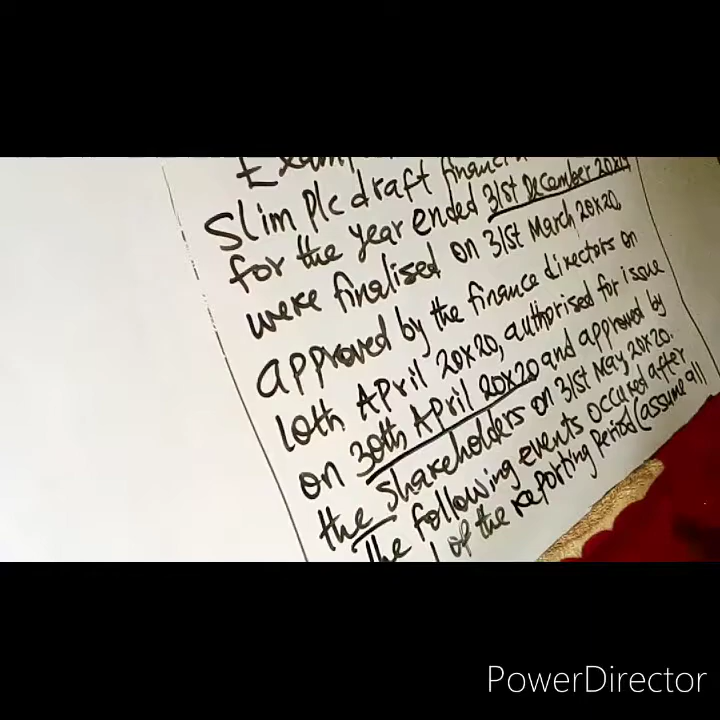 Slim Plc draft
for the year ended 31st December 20x19
were finalised on 31st March 20x20,
approved by the finance directors on
10th April 20x20, authorised for issue
on 30th April 20x20 and approved by
the shareholders on 31st May 20x20.
The following events occured after
of the reporting period (assume all
PowerDirector